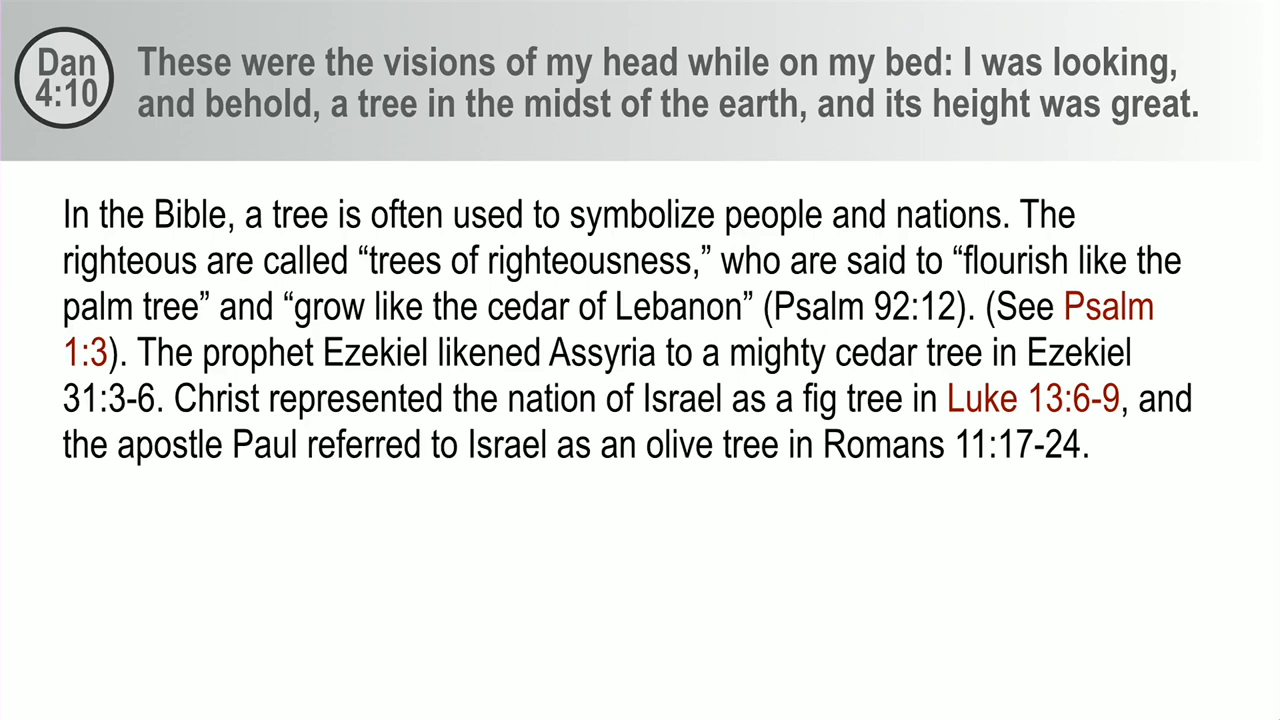 Dan
4:10
These were the visions of my head while on my bed: I was looking,
and behold, a tree in the midst of the earth, and its height was great.
In the Bible, a tree is often used to symbolize people and nations. The
righteous are called “trees of righteousness,” who are said to “flourish like the
palm tree” and “grow like the cedar of Lebanon” (Psalm 92:12). (See Psalm
1:3). The prophet Ezekiel likened Assyria to a mighty cedar tree in Ezekiel
31:3-6. Christ represented the nation of Israel as a fig tree in Luke 13:6-9, and
the apostle Paul referred to Israel as an olive tree in Romans 11:17-24.